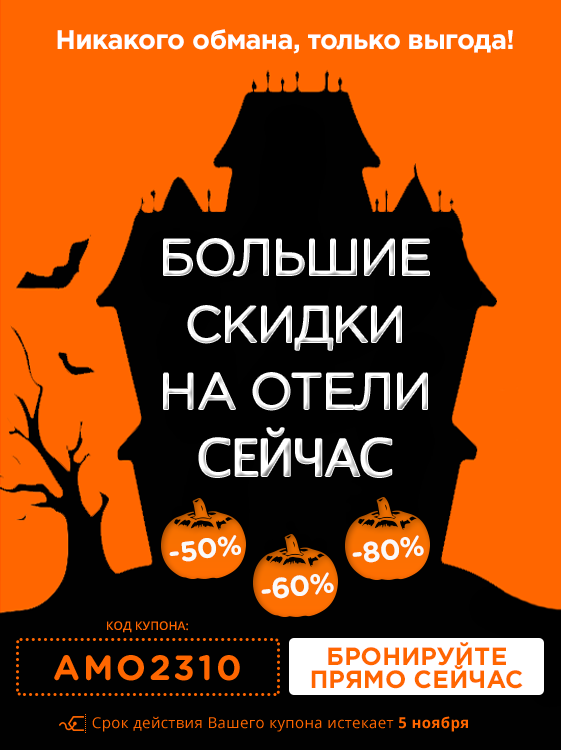 Никакого обмана, только выгода!
БОЛЬШИЕ
СКИДКИ
НА ОТЕЛИ
СЕЙЧАС
-50%
-60%
-80%
КОД КУПОНА:
AMO2310
БРОНИРУЙТЕ
ПРЯМО СЕЙЧАС
Срок действия Вашего купона истекает 5 ноября